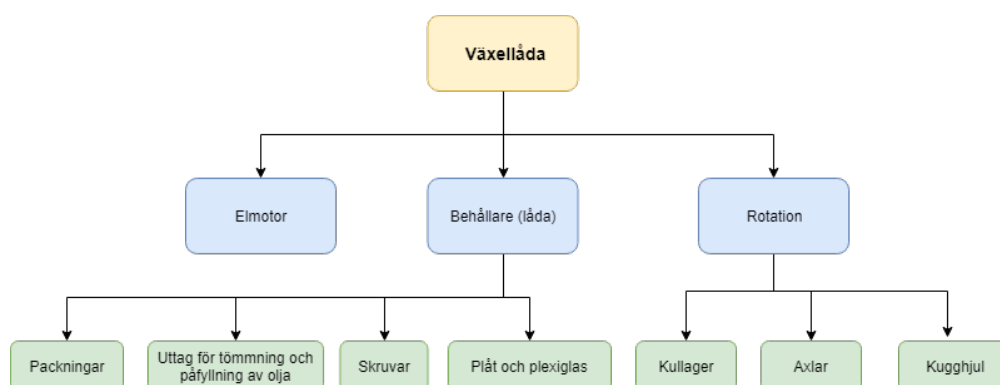 Växellåda
Elmotor
Behållare (låda)
Rotation
Packningar
Uttag för tömmning och
påfyllning av olja
Skruvar
Plåt och plexiglas
Kullager
Axlar
Kugghjul